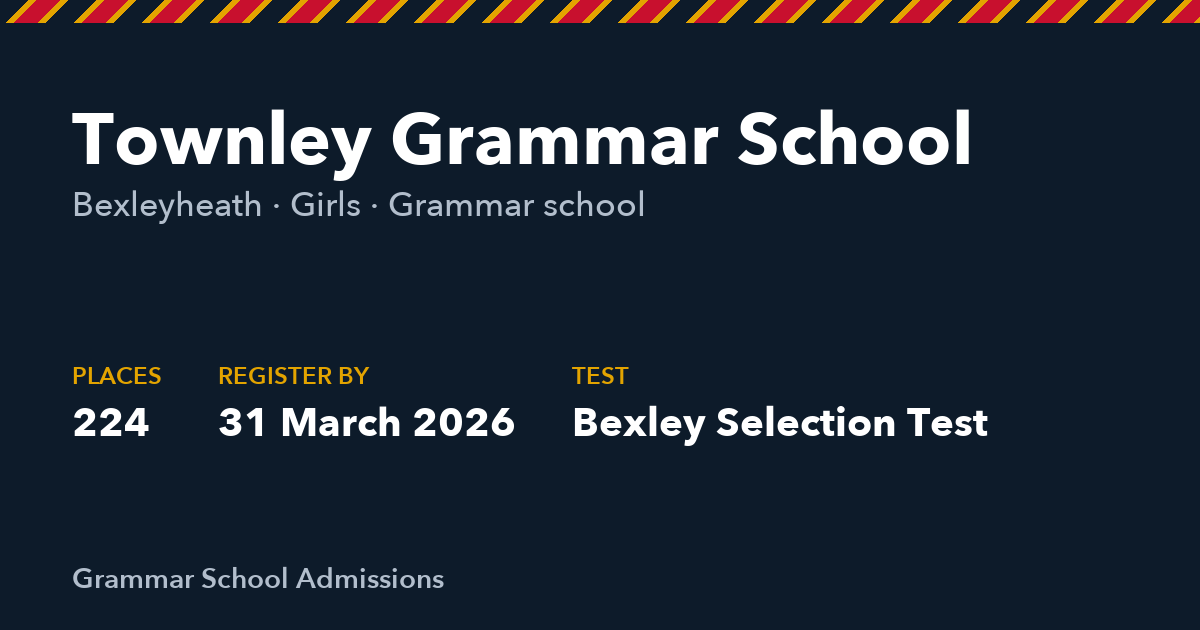 Townley Grammar School
Bexleyheath · Girls · Grammar school
PLACES
224
REGISTER BY
31 March 2026
TEST
Bexley Selection Test
Grammar School Admissions